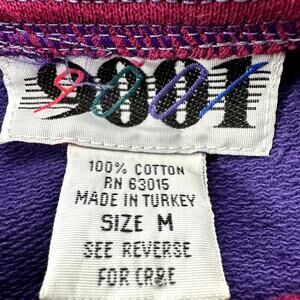 9001
100% COTTON
RN 63015
MADE IN TURKEY
SIZE M
SEE REVERSE
FOR CARE